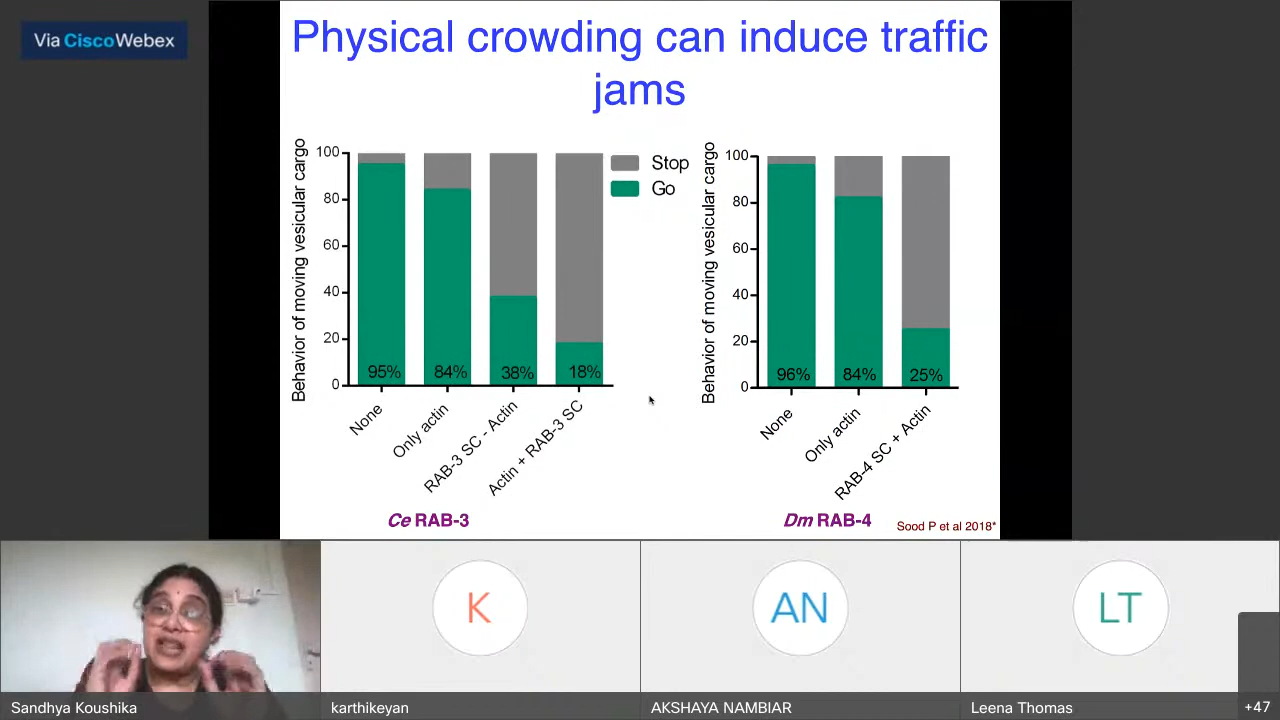 Via Cisco Webex
Physical crowding can induce traffic
jams
Behavior of moving vesicular cargo
100
80
60
40
20
0
95%
84%
38%
18%
None
Only actin
RAB-3 SC - Actin
Actin + RAB-3 SC
Ce RAB-3
Stop
Go
Behavior of moving vesicular cargo
100
80
60
40
20
0
96%
84%
25%
None
Only actin
RAB-4 SC + Actin
Dm RAB-4
Sood P et al 2018*
K
AN
LT
Sandhya Koushika
karthikeyan
AKSHAYA NAMBIAR
Leena Thomas
+47